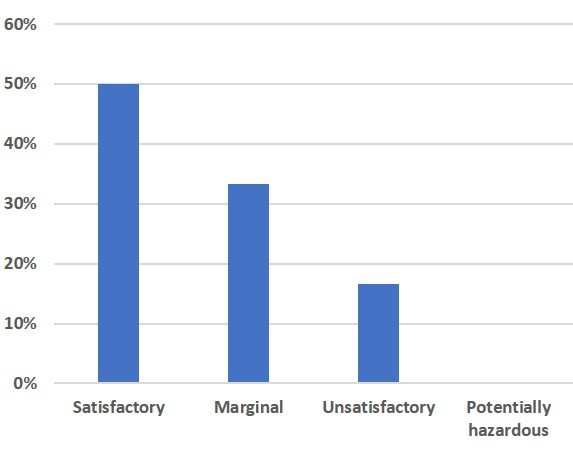 60%
50%
40%
30%
20%
10%
0%
Satisfactory
Marginal
Unsatisfactory
Potentially
hazardous